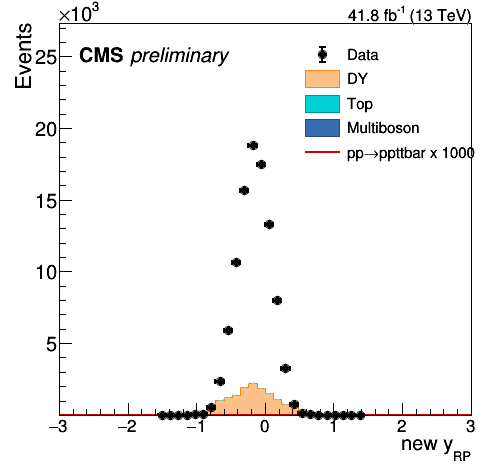 ×10³
41.8 fb⁻¹ (13 TeV)
Events
CMS preliminary
Data
DY
Top
Multiboson
pp→ppttbar x 1000
25
20
15
10
5
−3 −2 −1 0 1 2 3
new y_RP